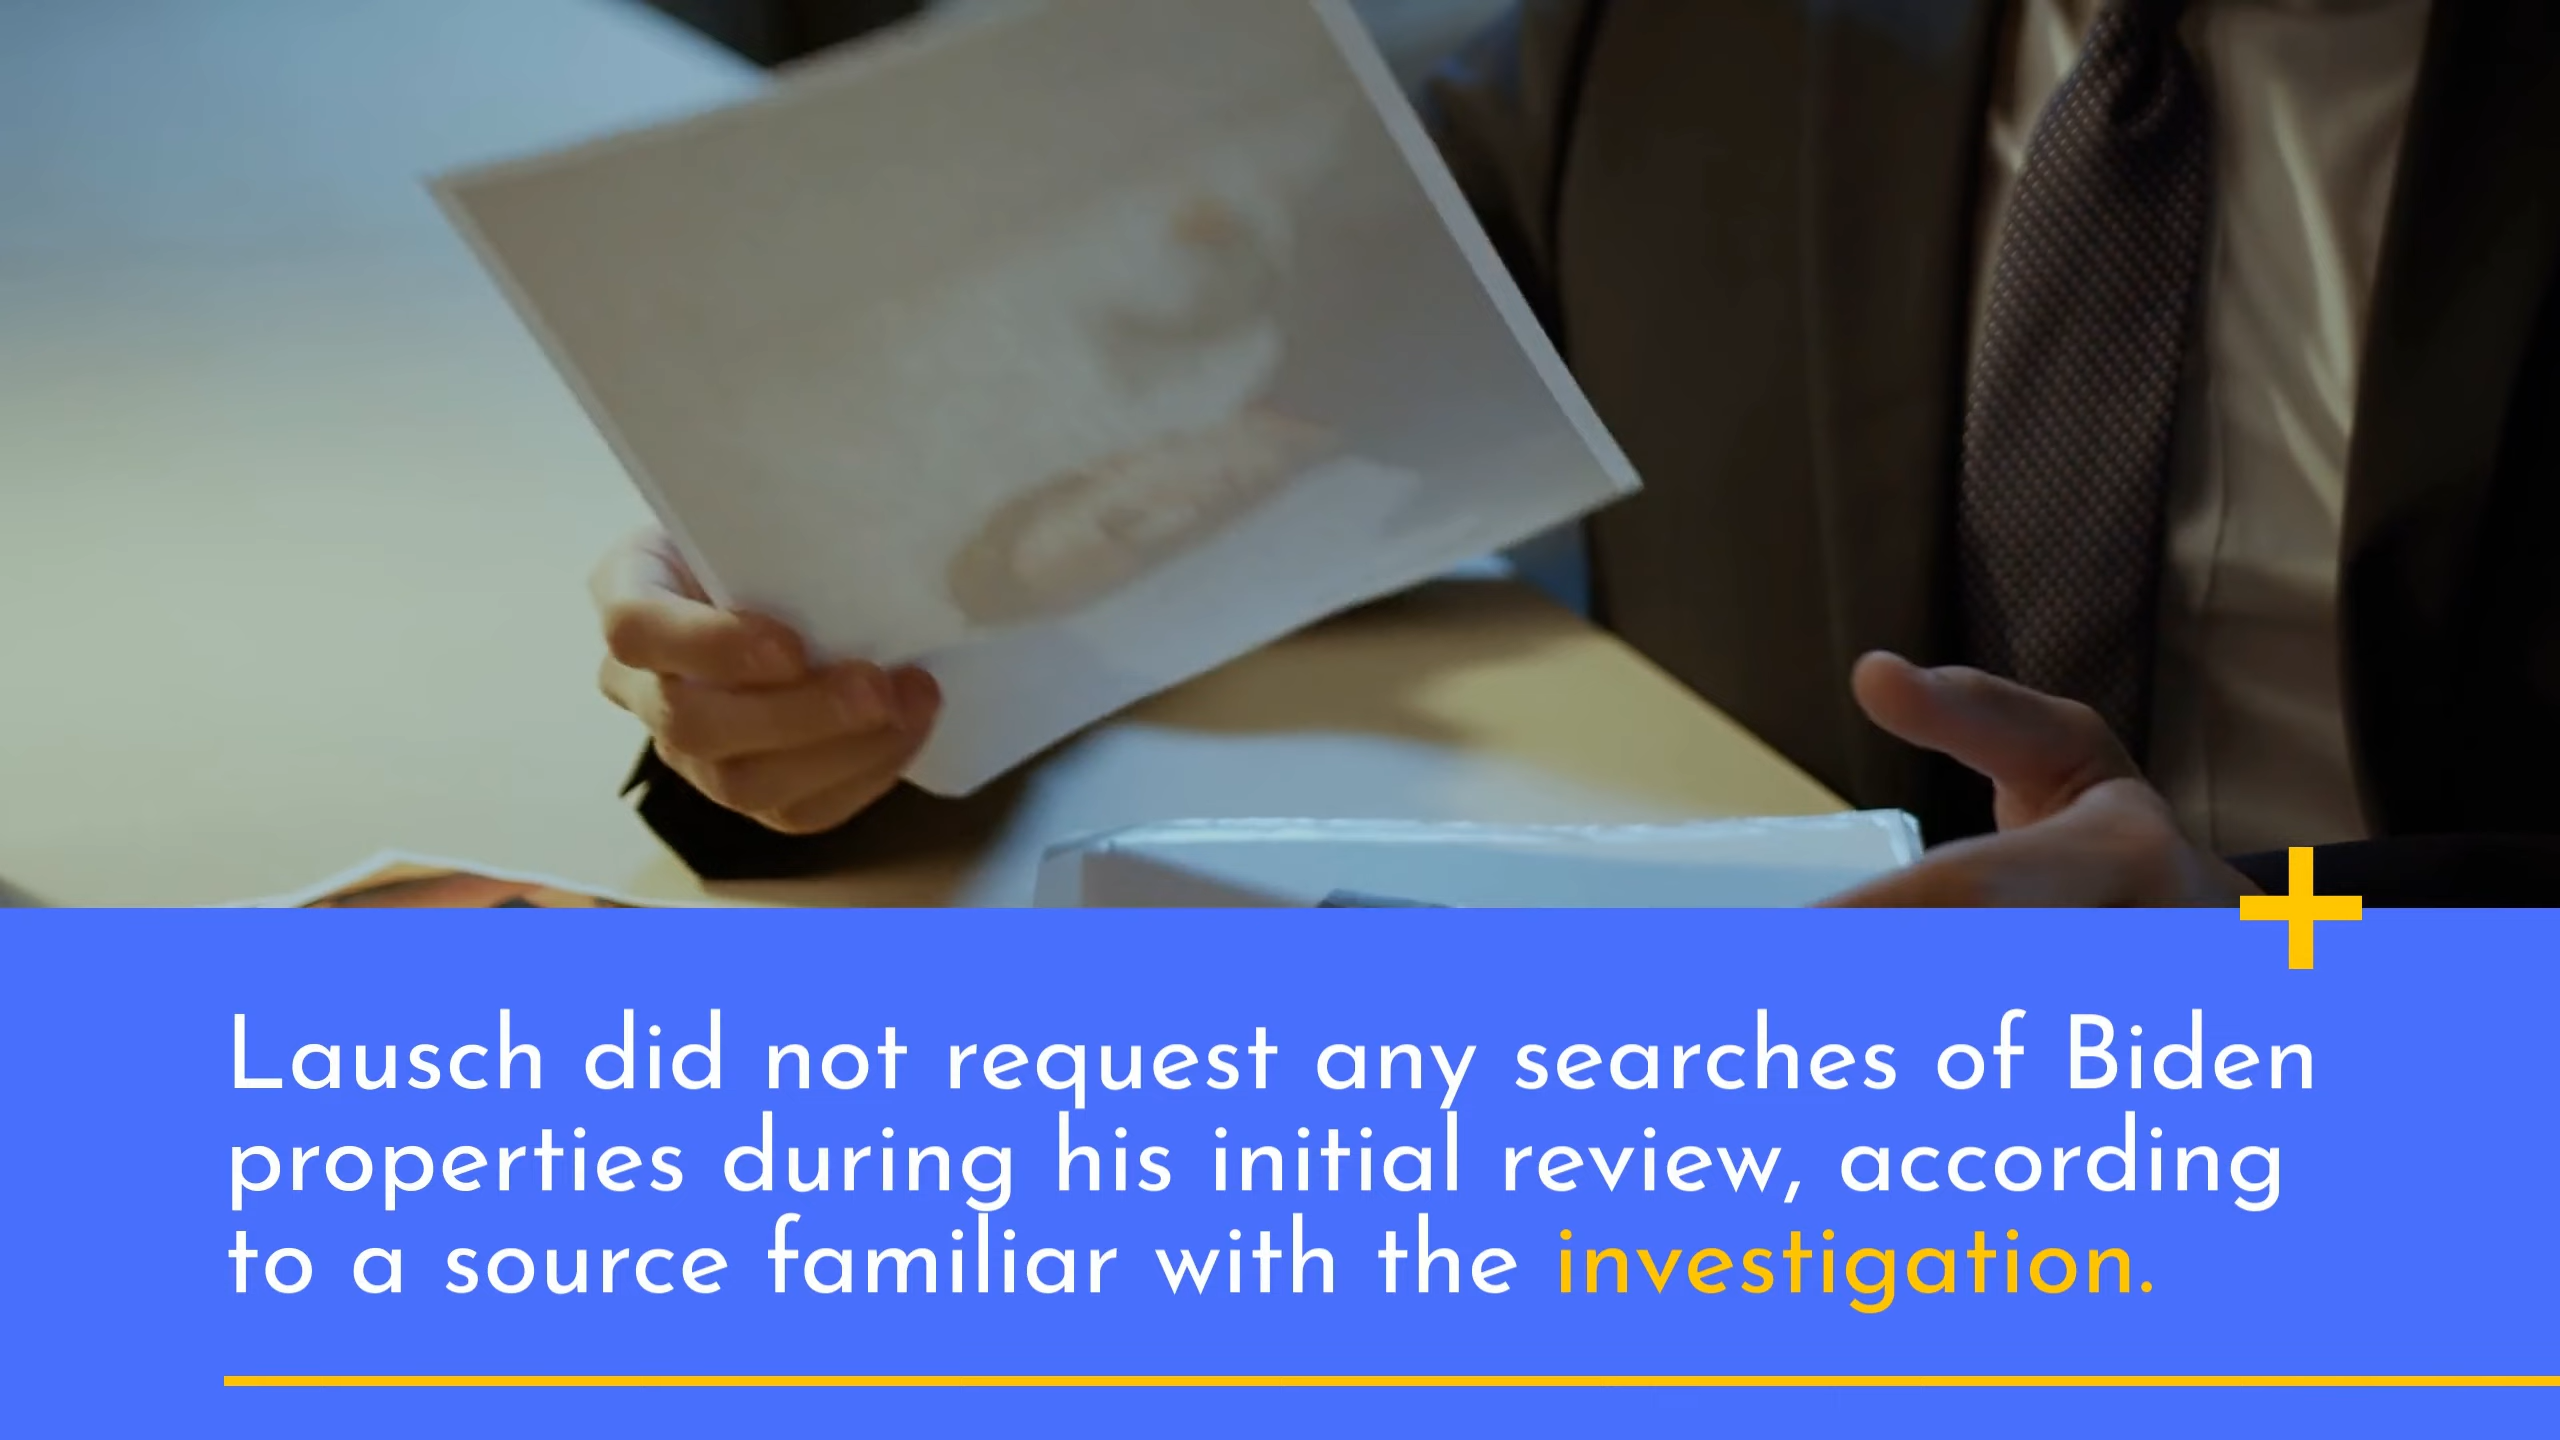 Lausch did not request any searches of Biden
properties during his initial review, according
to a source familiar with the investigation.